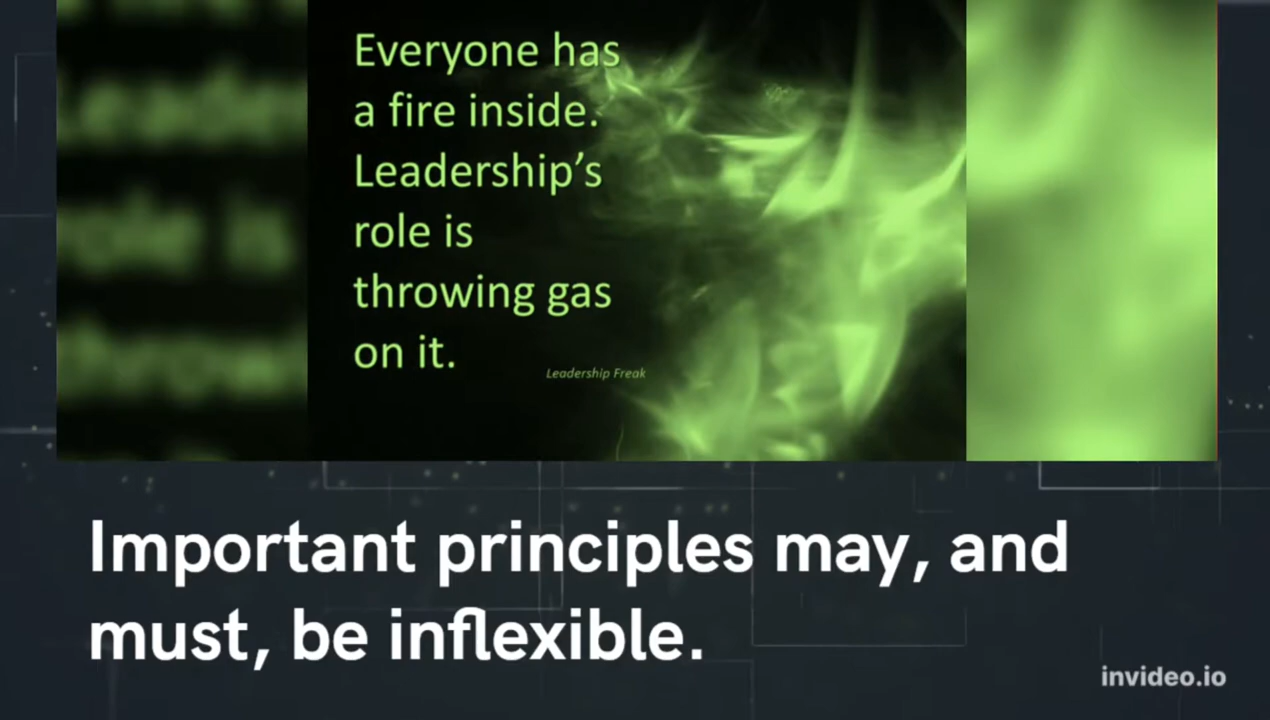 Everyone has
a fire inside.
Leadership’s
role is
throwing gas
on it.
Leadership Freak
Important principles may, and
must, be inflexible.
invideo.io